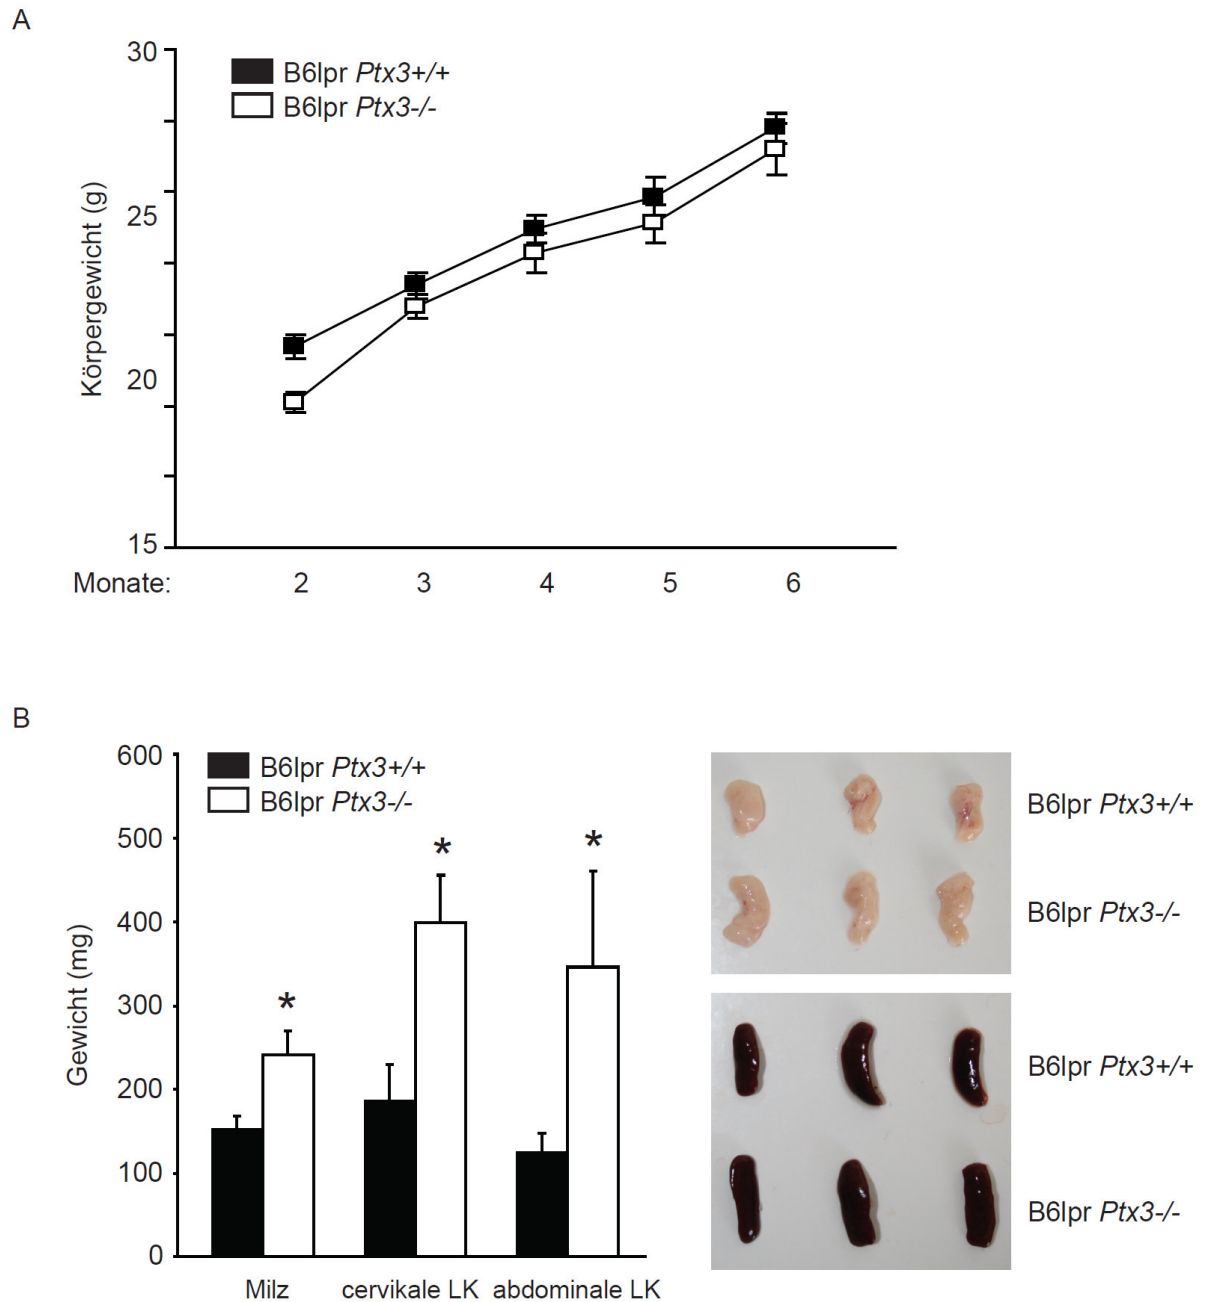 A
30
25
20
15
Körpergewicht (g)
B6lpr Ptx3+/+
B6lpr Ptx3-/-
Monate: 2 3 4 5 6
B
600
500
400
300
200
100
0
Gewicht (mg)
B6lpr Ptx3+/+
B6lpr Ptx3-/-
*
*
*
Milz cervikale LK abdominale LK
B6lpr Ptx3+/+
B6lpr Ptx3-/-
B6lpr Ptx3+/+
B6lpr Ptx3-/-